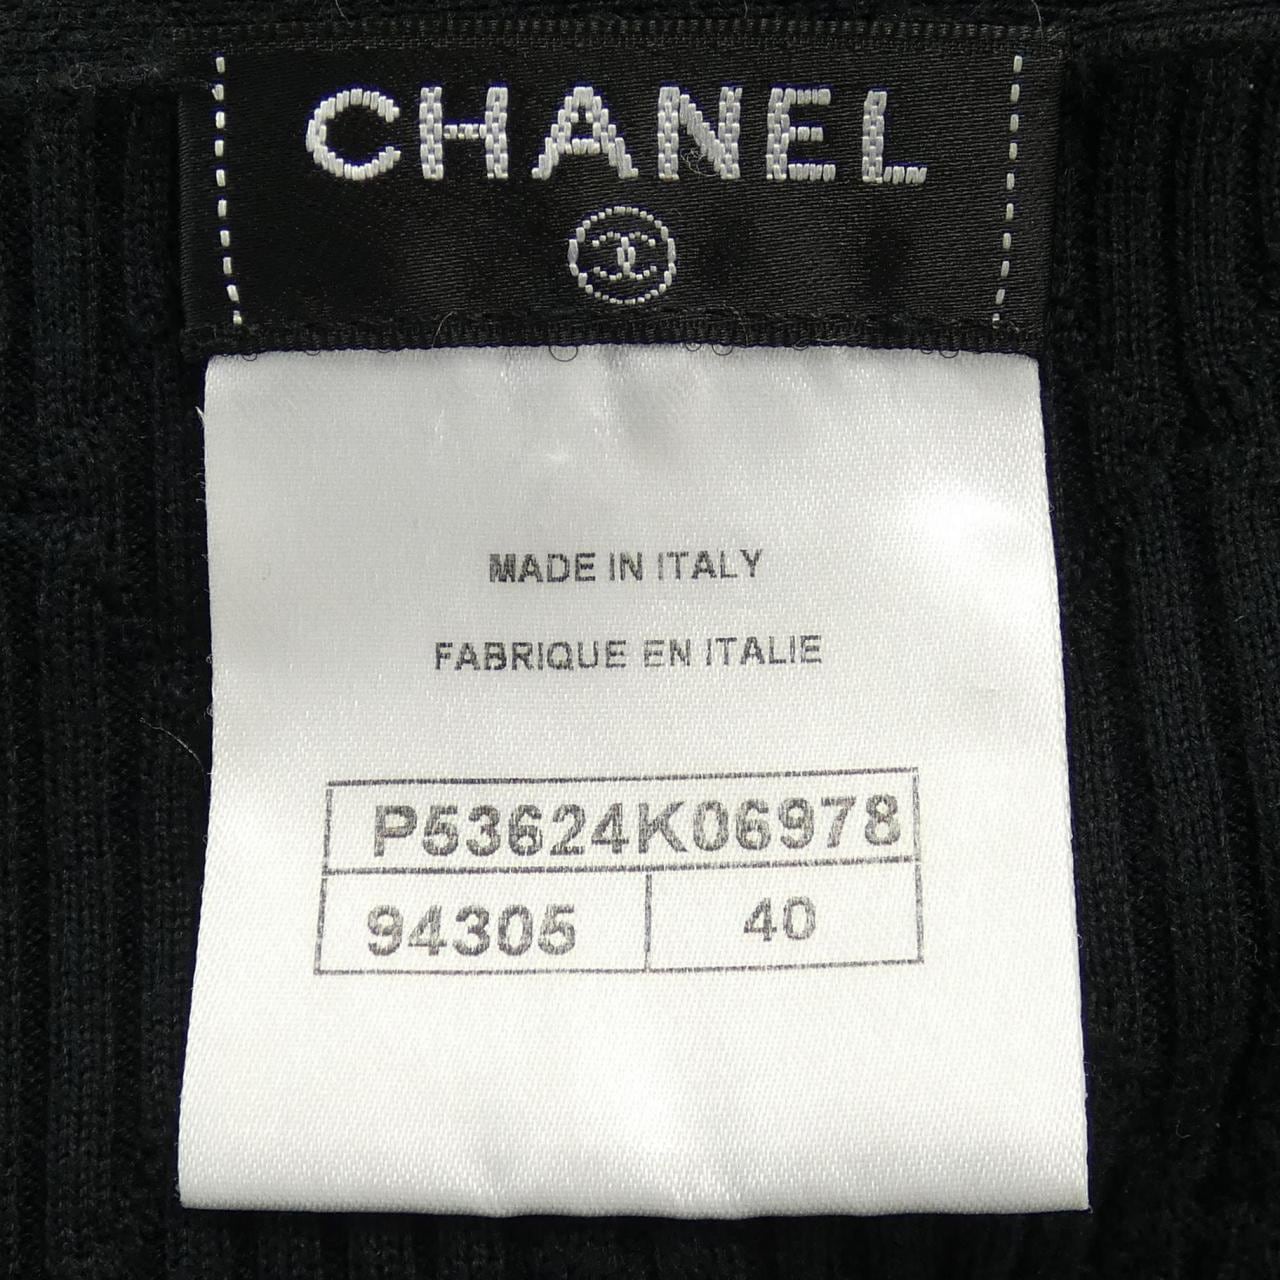 CHANEL
MADE IN ITALY
FABRIQUE EN ITALIE
P53624K06978
94305 40